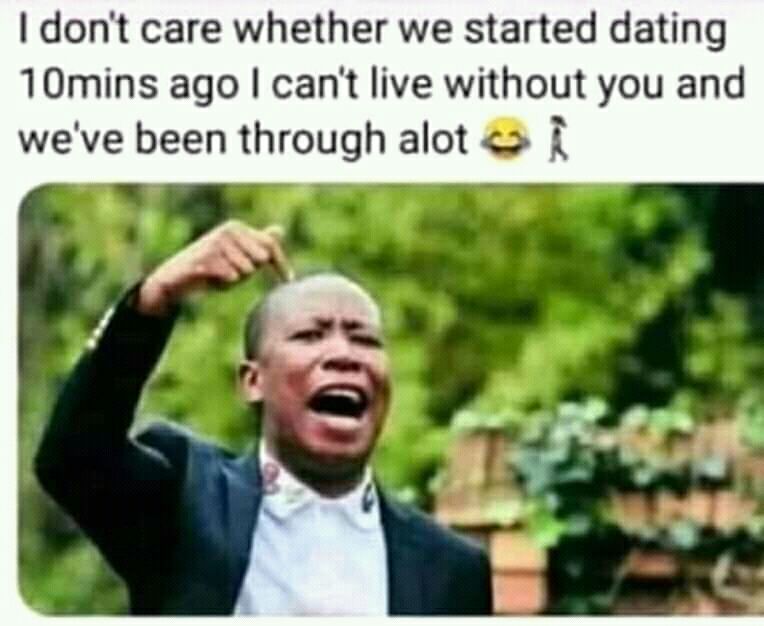 I don't care whether we started dating
10mins ago I can't live without you and
we've been through alot 😂🚶